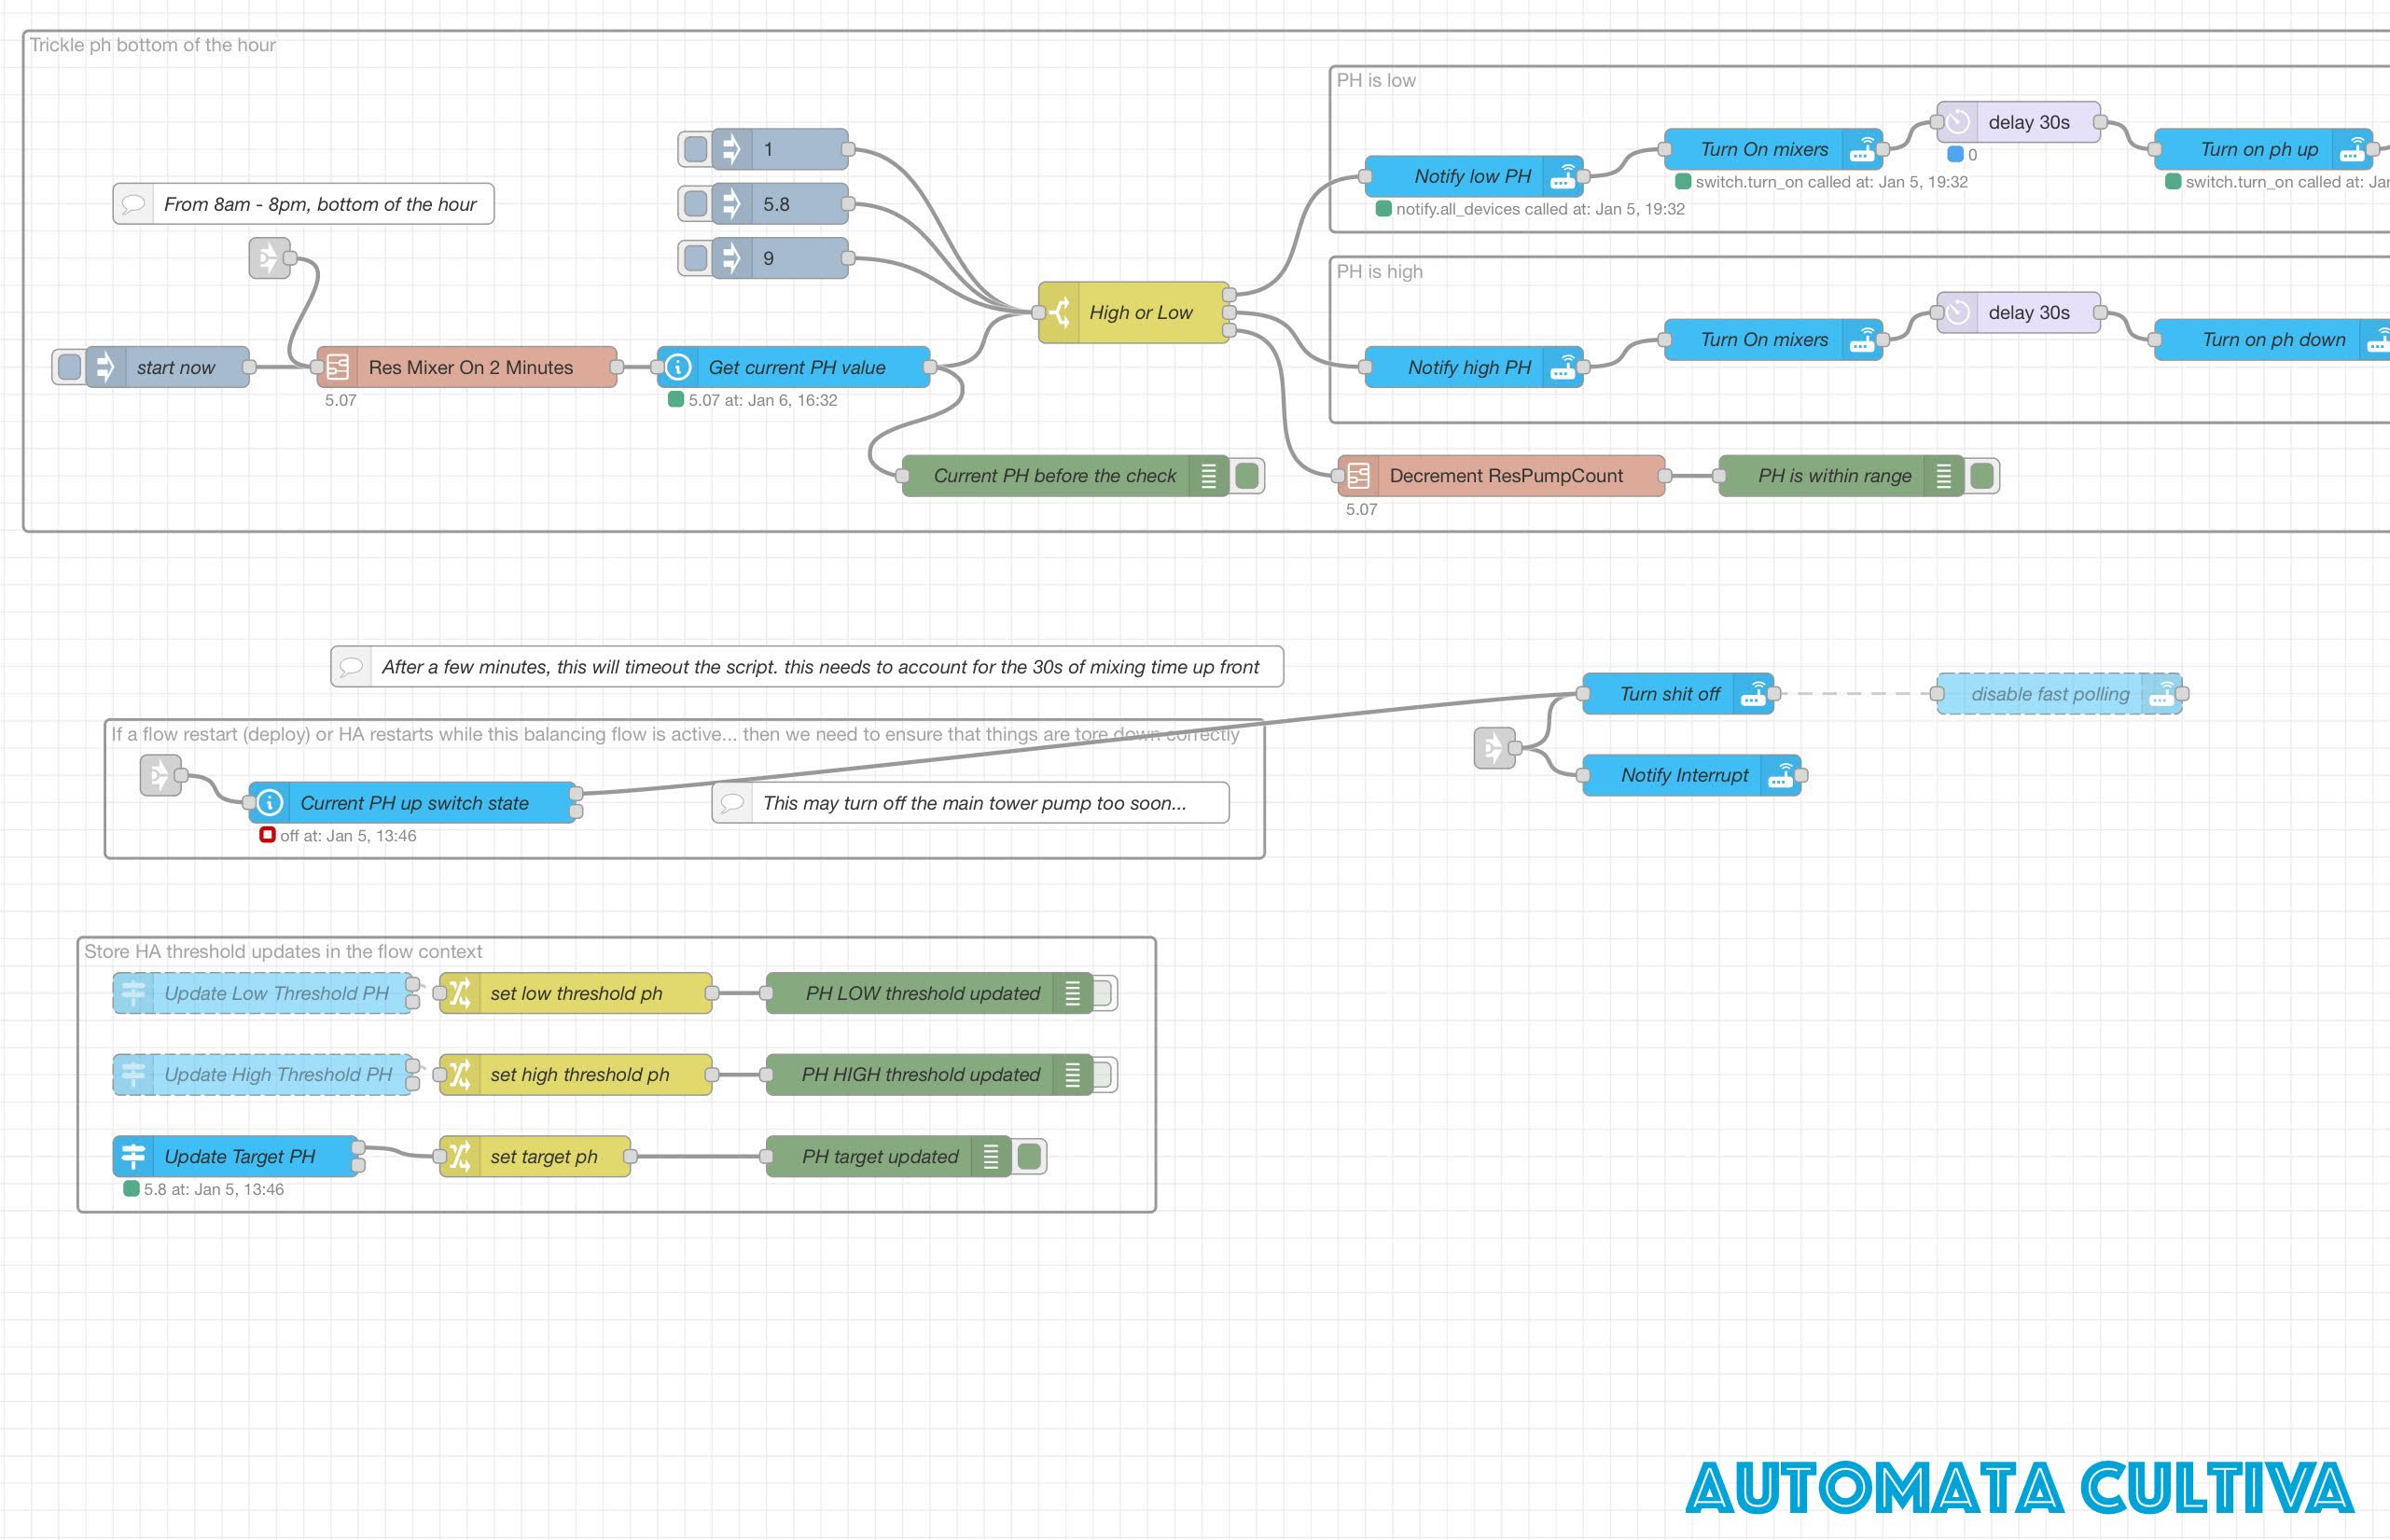 Trickle ph bottom of the hour
PH is low
1
delay 30s
0
Turn On mixers
Turn on ph up
switch.turn_on called at: Jan 5, 19:32
switch.turn_on called at: Jan
Notify low PH
notify.all_devices called at: Jan 5, 19:32
From 8am - 8pm, bottom of the hour
5.8
9
PH is high
High or Low
delay 30s
Turn On mixers
Turn on ph down
start now
Res Mixer On 2 Minutes
5.07
Get current PH value
5.07 at: Jan 6, 16:32
Notify high PH
Current PH before the check
Decrement ResPumpCount
5.07
PH is within range
After a few minutes, this will timeout the script. this needs to account for the 30s of mixing time up front
Turn shit off
disable fast polling
If a flow restart (deploy) or HA restarts while this balancing flow is active... then we need to ensure that things are tore down correctly
Notify Interrupt
Current PH up switch state
off at: Jan 5, 13:46
This may turn off the main tower pump too soon...
Store HA threshold updates in the flow context
Update Low Threshold PH
set low threshold ph
PH LOW threshold updated
Update High Threshold PH
set high threshold ph
PH HIGH threshold updated
Update Target PH
5.8 at: Jan 5, 13:46
set target ph
PH target updated
AUTOMATA CULTIVA